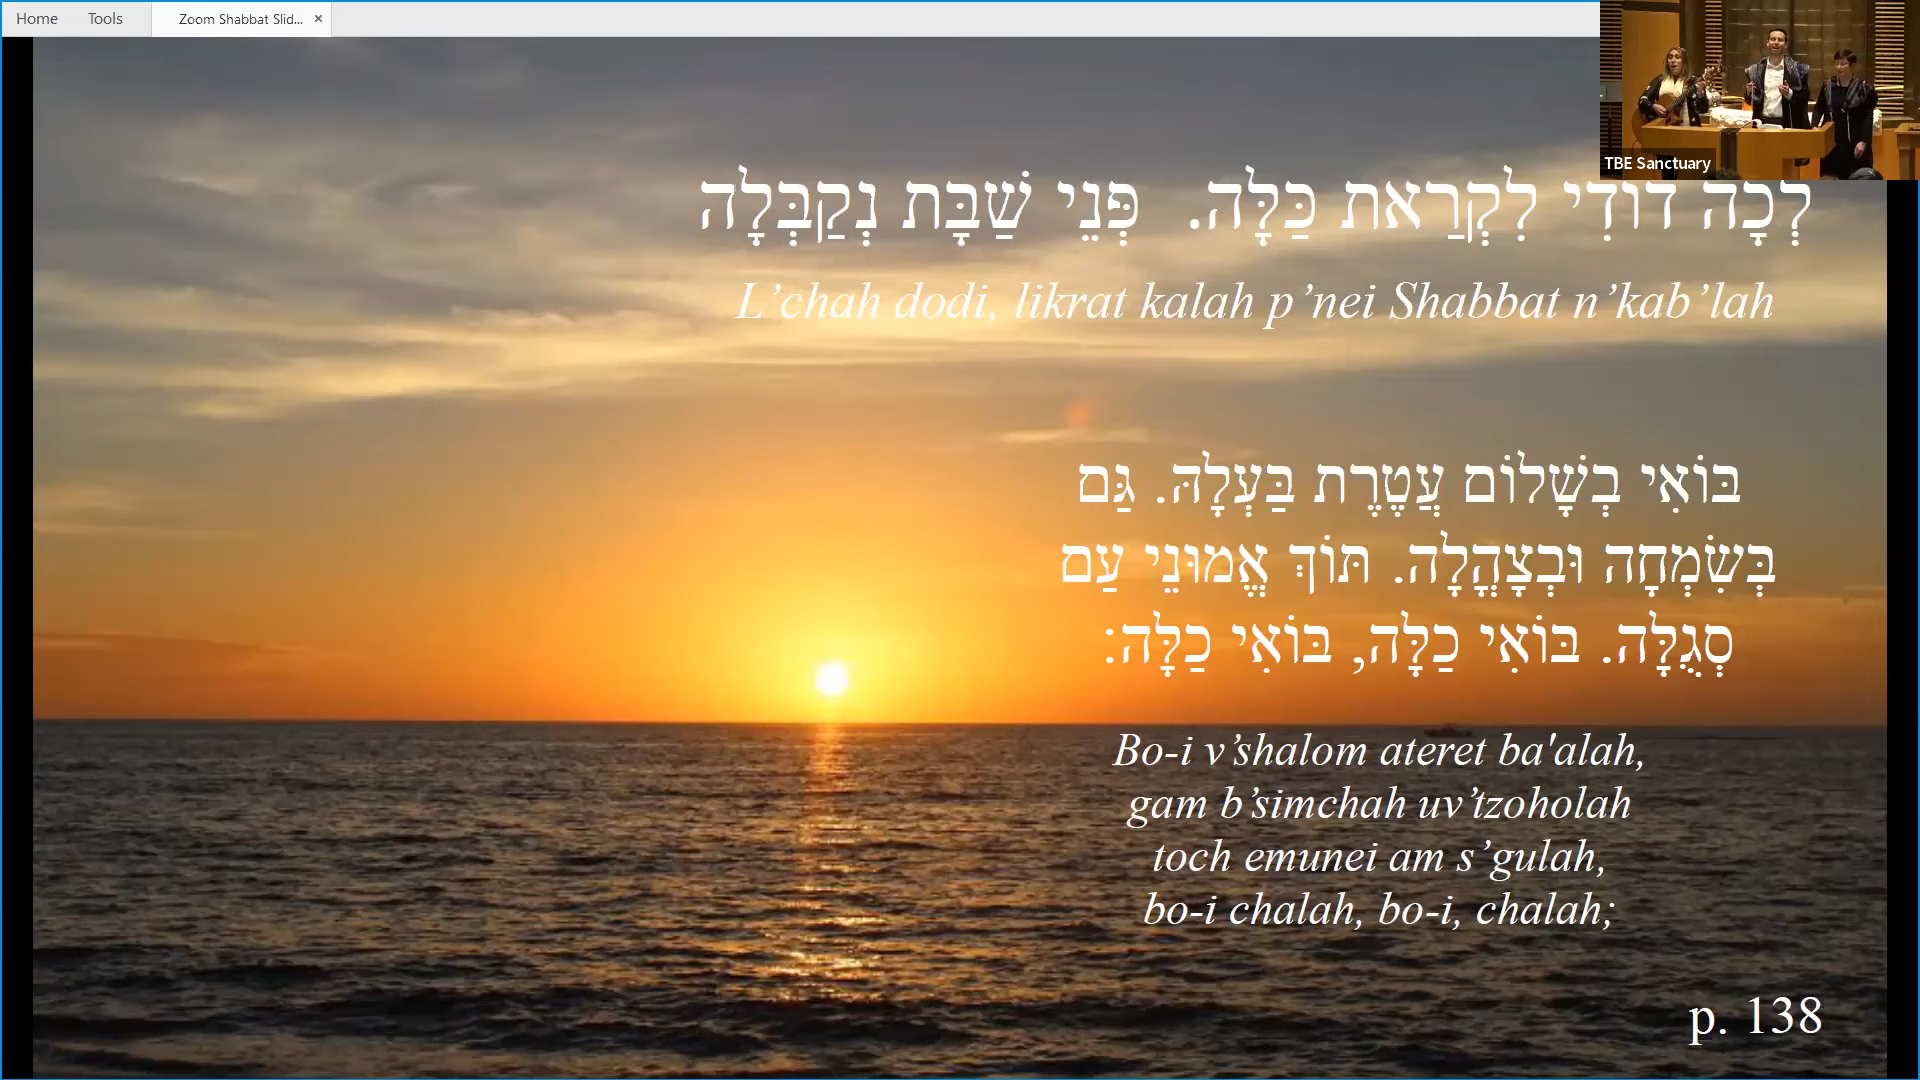 Home Tools Zoom Shabbat Slid... ×
TBE Sanctuary
לְכָה דוֹדִי לִקְרַאת כַּלָּה. פְּנֵי שַׁבָּת נְקַבְּלָה
L’chah dodi, likrat kalah p’nei Shabbat n’kab’lah
בּוֹאִי בְשָׁלוֹם עֲטֶרֶת בַּעְלָהּ. גַּם
בְּשִׂמְחָה וּבְצָהֳלָה. תּוֹךְ אֱמוּנֵי עַם
סְגֻלָּה. בּוֹאִי כַלָּה, בּוֹאִי כַלָּה:
Bo-i v’shalom ateret ba'alah,
gam b’simchah uv’tzoholah
toch emunei am s’gulah,
bo-i chalah, bo-i, chalah;
p. 138